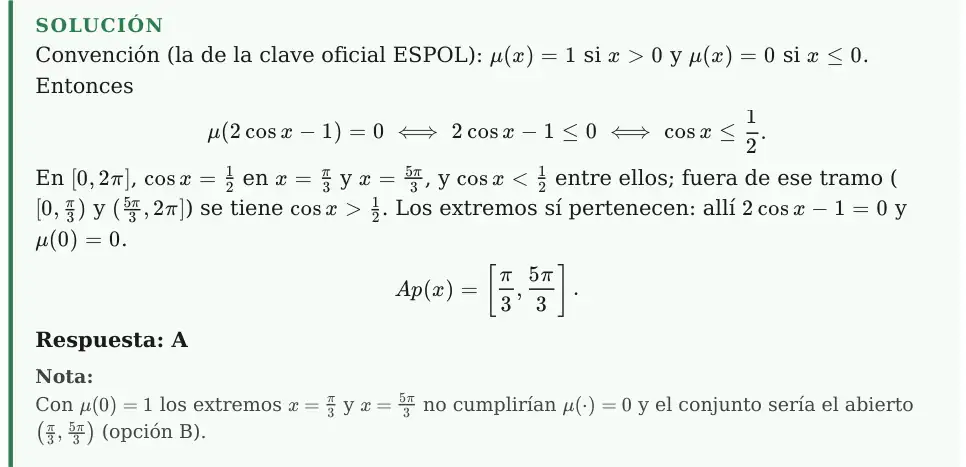 SOLUCIÓN
Convención (la de la clave oficial ESPOL): μ(x) = 1 si x > 0 y μ(x) = 0 si x ≤ 0.
Entonces
μ(2 cos x − 1) = 0 ⟺ 2 cos x − 1 ≤ 0 ⟺ cos x ≤ 1/2.
En [0, 2π], cos x = 1/2 en x = π/3 y x = 5π/3, y cos x < 1/2 entre ellos; fuera de ese tramo (
[0, π/3) y (5π/3, 2π]) se tiene cos x > 1/2. Los extremos sí pertenecen: allí 2 cos x − 1 = 0 y
μ(0) = 0.
Ap(x) = [π/3, 5π/3].
Respuesta: A
Nota:
Con μ(0) = 1 los extremos x = π/3 y x = 5π/3 no cumplirían μ(·) = 0 y el conjunto sería el abierto
(π/3, 5π/3) (opción B).